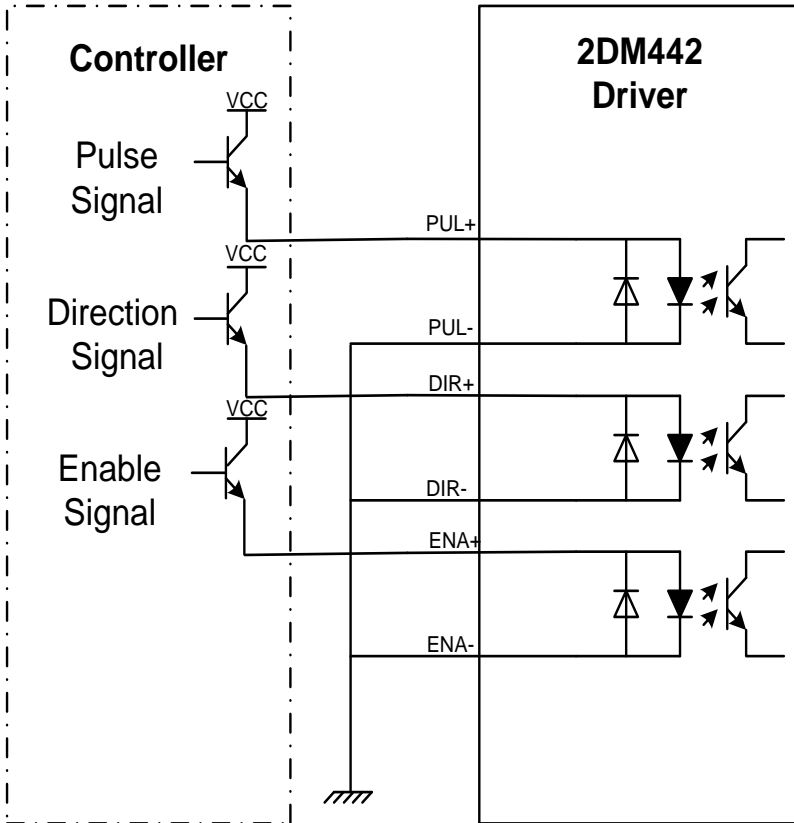 Controller
2DM442
Driver
VCC
Pulse
Signal
PUL+
VCC
Direction
Signal
PUL-
DIR+
VCC
Enable
Signal
DIR-
ENA+
ENA-